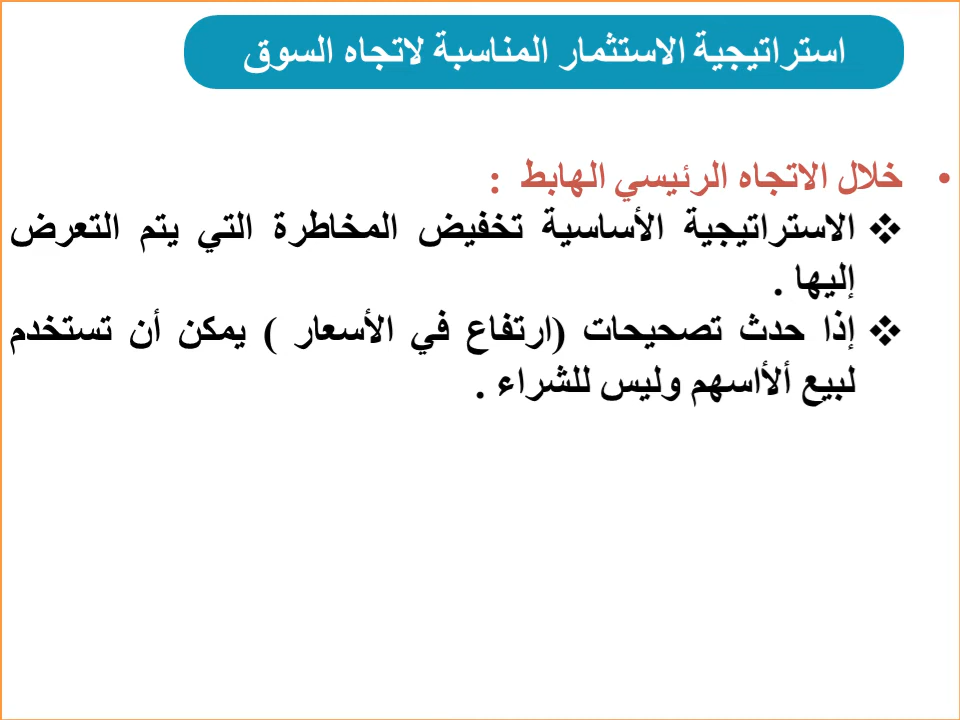 استراتيجية الاستثمار المناسبة لاتجاه السوق
• خلال الاتجاه الرئيسي الهابط :
❖ الاستراتيجية الأساسية تخفيض المخاطرة التي يتم التعرض
إليها .
❖ إذا حدث تصحيحات (ارتفاع في الأسعار ) يمكن أن تستخدم
لبيع ألأاسهم وليس للشراء .